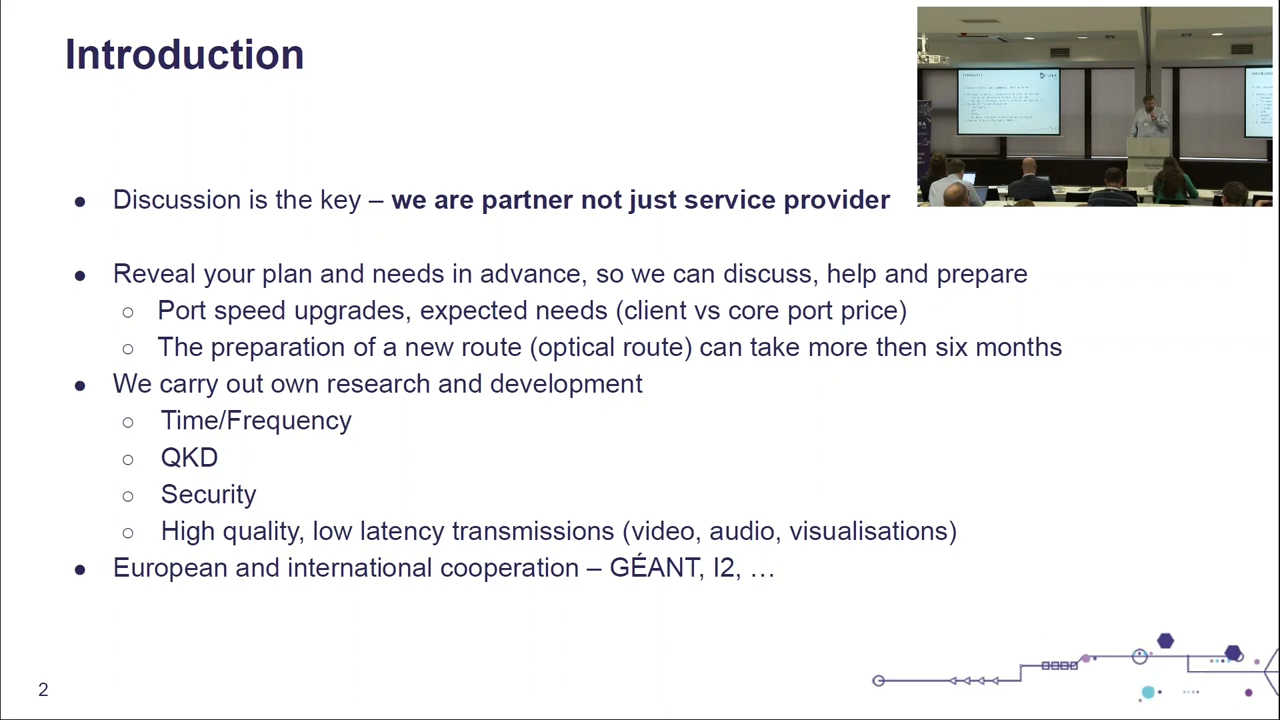 Introduction
● Discussion is the key – we are partner not just service provider
● Reveal your plan and needs in advance, so we can discuss, help and prepare
○ Port speed upgrades, expected needs (client vs core port price)
○ The preparation of a new route (optical route) can take more then six months
● We carry out own research and development
○ Time/Frequency
○ QKD
○ Security
○ High quality, low latency transmissions (video, audio, visualisations)
● European and international cooperation – GÉANT, I2, …
2